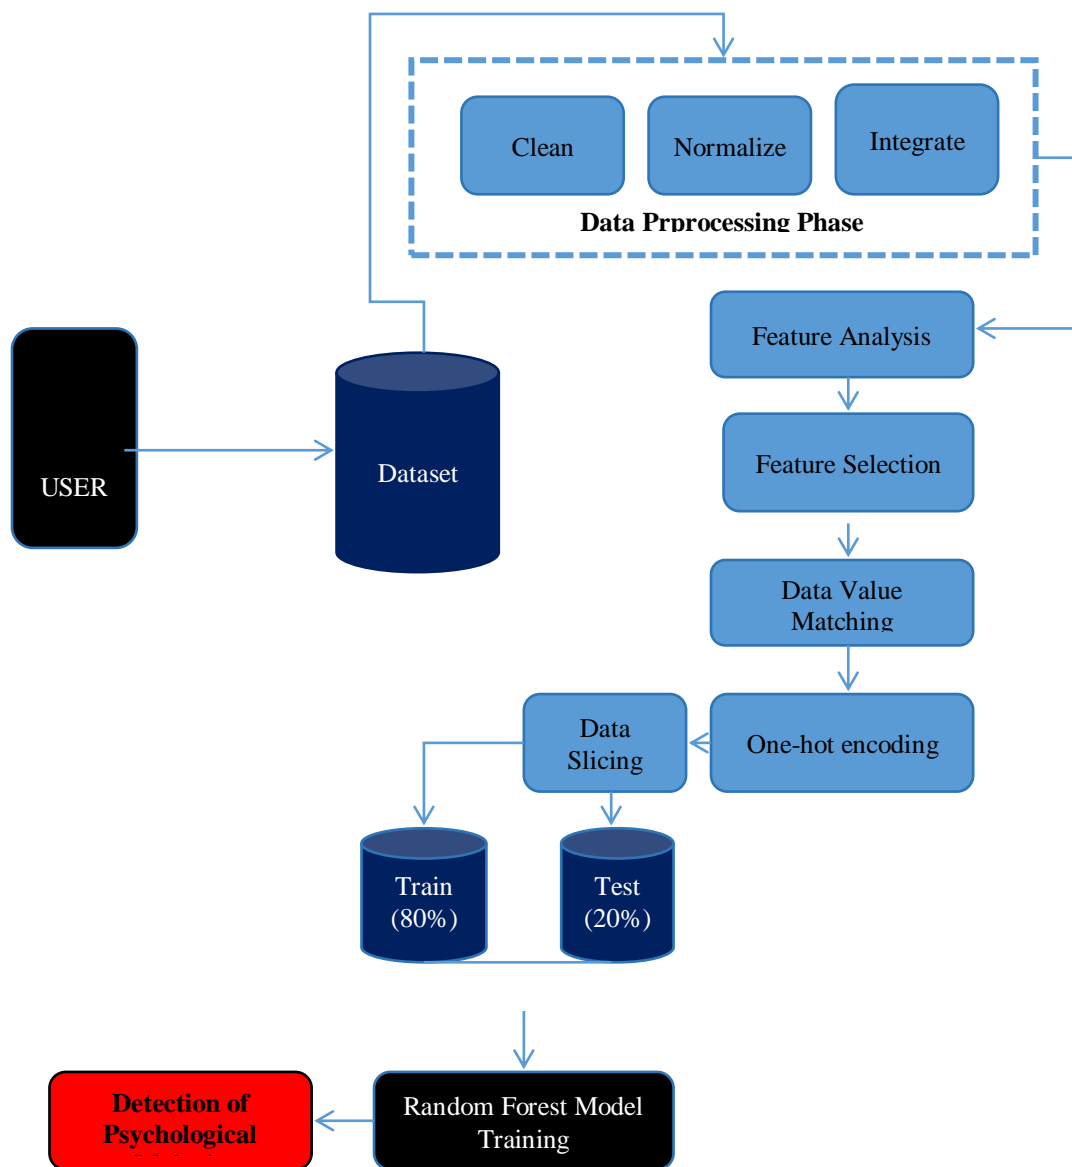 Clean
Normalize
Integrate
Data Prprocessing Phase
Feature Analysis
USER
Dataset
Feature Selection
Data Value
Matching
Data
Slicing
One-hot encoding
Train
(80%)
Test
(20%)
Detection of
Psychological
Random Forest Model
Training